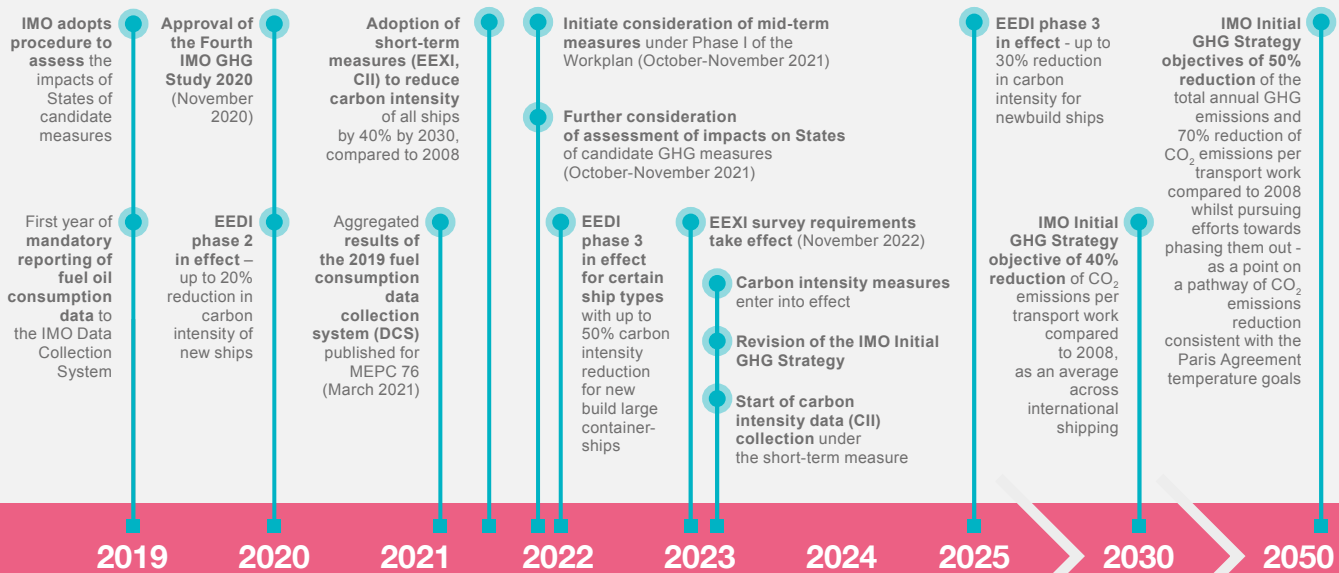 IMO adopts
procedure to
assess the
impacts of
States of
candidate
measures
First year of
mandatory
reporting of
fuel oil
consumption
data to
the IMO Data
Collection
System
Approval of
the Fourth
IMO GHG
Study 2020
(November
2020)
EEDI
phase 2
in effect –
up to 20%
reduction in
carbon
intensity of
new ships
Adoption of
short-term
measures (EEXI,
CII) to reduce
carbon intensity
of all ships
by 40% by 2030,
compared to 2008
Aggregated
results of
the 2019 fuel
consumption
data
collection
system (DCS)
published for
MEPC 76
(March 2021)
Initiate consideration of mid-term
measures under Phase I of the
Workplan (October-November 2021)
Further consideration
of assessment of impacts on States
of candidate GHG measures
(October-November 2021)
EEDI
phase 3
in effect
for certain
ship types
with up to
50% carbon
intensity
reduction
for new
build large
container-
ships
EEXI survey requirements
take effect (November 2022)
Carbon intensity measures
enter into effect
Revision of the IMO Initial
GHG Strategy
Start of carbon
intensity data (CII)
collection under
the short-term measure
EEDI phase 3
in effect - up to
30% reduction
in carbon
intensity for
newbuild ships
IMO Initial
GHG Strategy
objective of 40%
reduction of CO₂
emissions per
transport work
compared
to 2008,
as an average
across
international
shipping
IMO Initial
GHG Strategy
objectives of 50%
reduction of the
total annual GHG
emissions and
70% reduction of
CO₂ emissions per
transport work
compared to 2008
whilst pursuing
efforts towards
phasing them out -
as a point on
a pathway of CO₂
emissions
reduction
consistent with the
Paris Agreement
temperature goals
2019
2020
2021
2022
2023
2024
2025
2030
2050